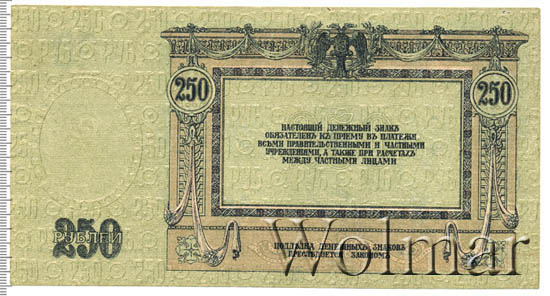 250
250
НАСТОЯЩІЙ ДЕНЕЖНЫЙ ЗНАКЪ
ОБЯЗАТЕЛЕНЪ КЪ ПРІЕМУ ВЪ ПЛАТЕЖИ
ВСѢМИ ПРАВИТЕЛЬСТВЕННЫМИ И ЧАСТНЫМИ
УЧРЕЖДЕНІЯМИ, А ТАКЖЕ ПРИ РАСЧЕТАХЪ
МЕЖДУ ЧАСТНЫМИ ЛИЦАМИ
250
РУБЛЕЙ
ПОДДѢЛКА ДЕНЕЖНЫХЪ ЗНАКОВЪ
ПРЕСЛѢДУЕТСЯ ЗАКОНОМЪ
Wolmar